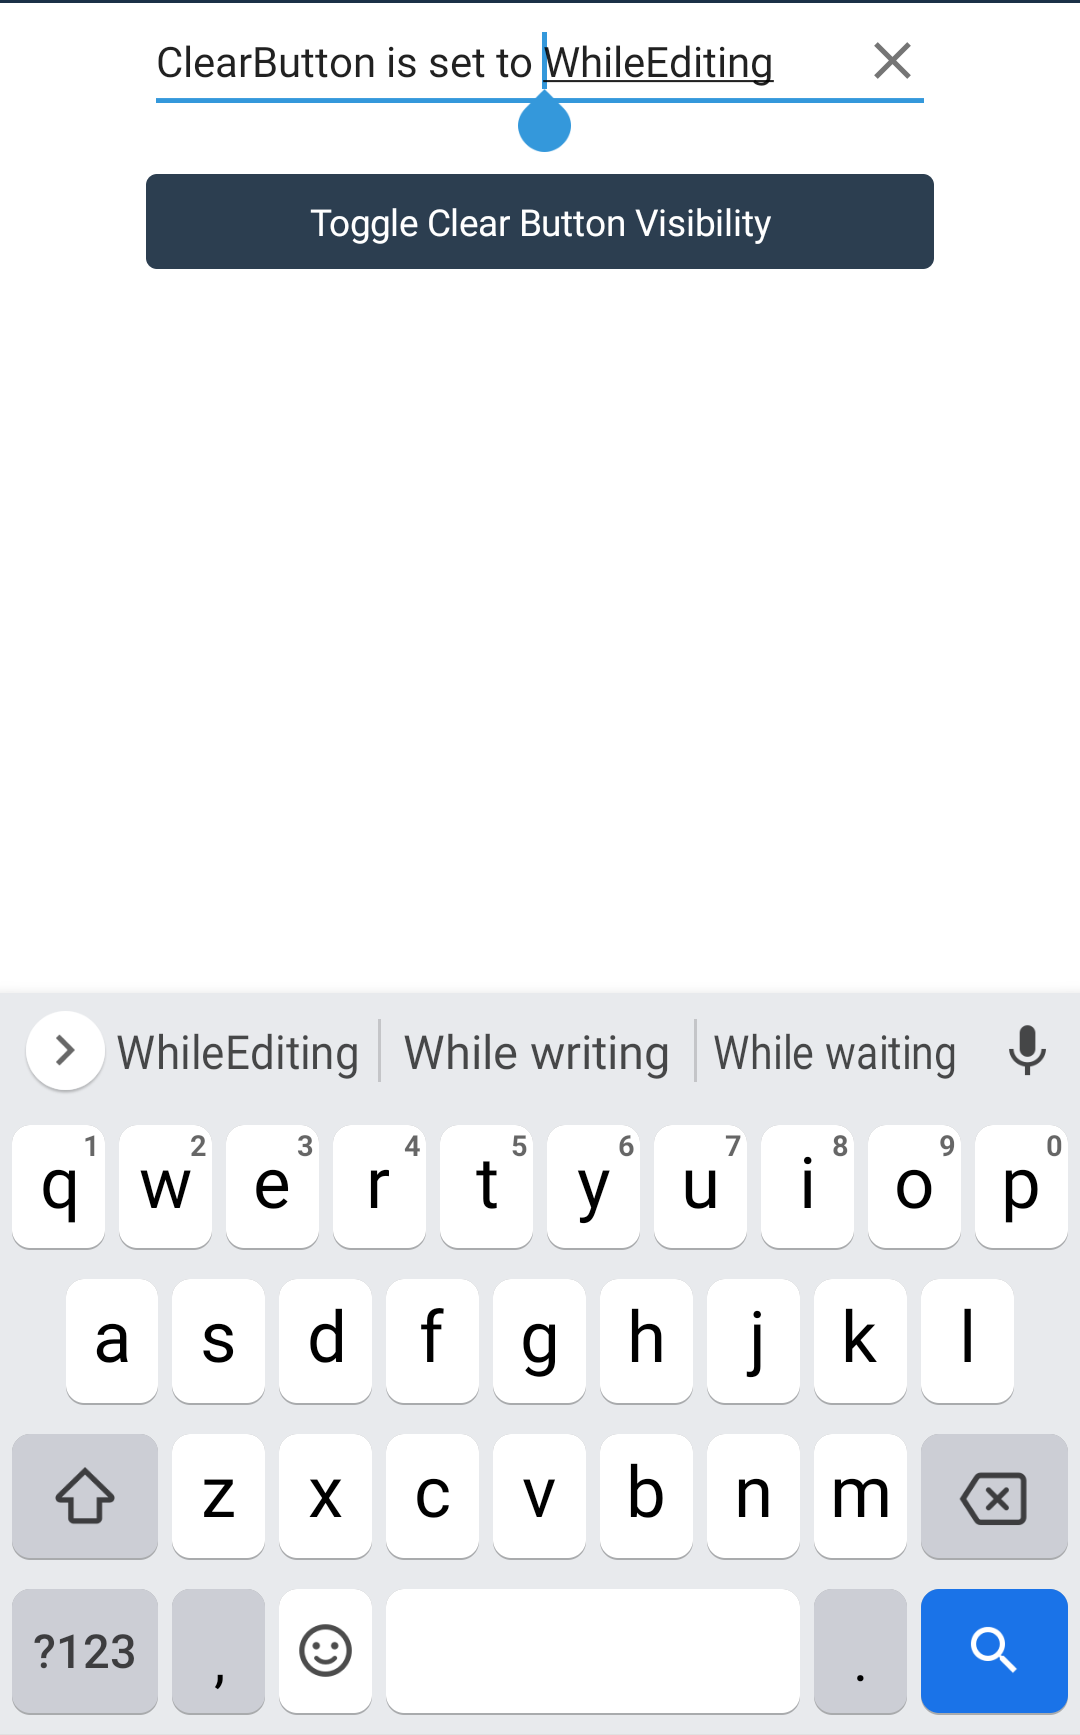 ClearButton is set to WhileEditing
Toggle Clear Button Visibility
WhileEditing While writing While waiting
1 2 3 4 5 6 7 8 9 0
q w e r t y u i o p
a s d f g h j k l
z x c v b n m
?123 , .